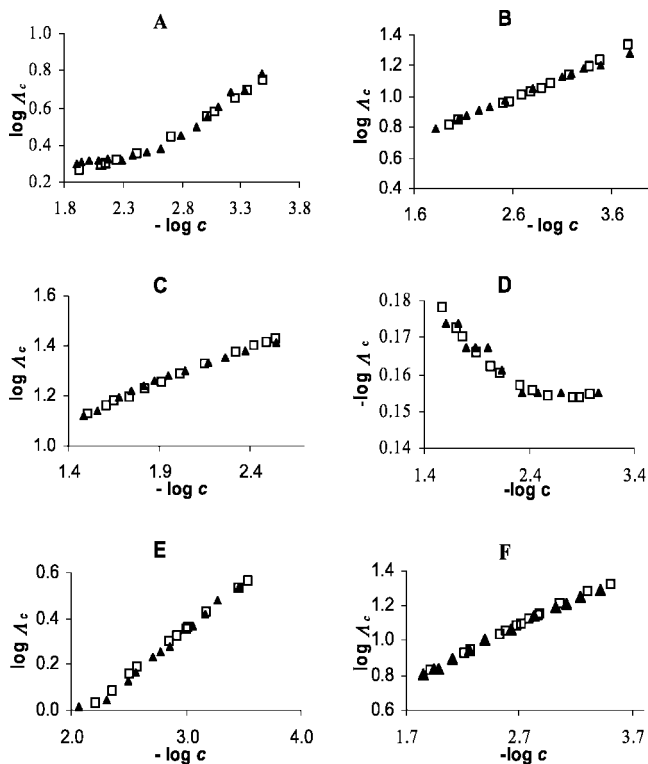 A
B
log Λc
1.0
0.8
0.6
0.4
0.2
1.8
2.3
2.8
3.3
3.8
- log c
log Λc
1.4
1.2
1.0
0.8
0.6
0.4
1.6
2.6
3.6
- log c
C
D
log Λc
1.6
1.4
1.2
1.0
1.4
1.9
2.4
- log c
-log Λc
0.18
0.17
0.16
0.15
0.14
1.4
2.4
3.4
-log c
E
F
log Λc
0.6
0.4
0.2
0.0
2.0
3.0
4.0
- log c
log Λc
1.4
1.2
1.0
0.8
0.6
1.7
2.7
3.7
-log c